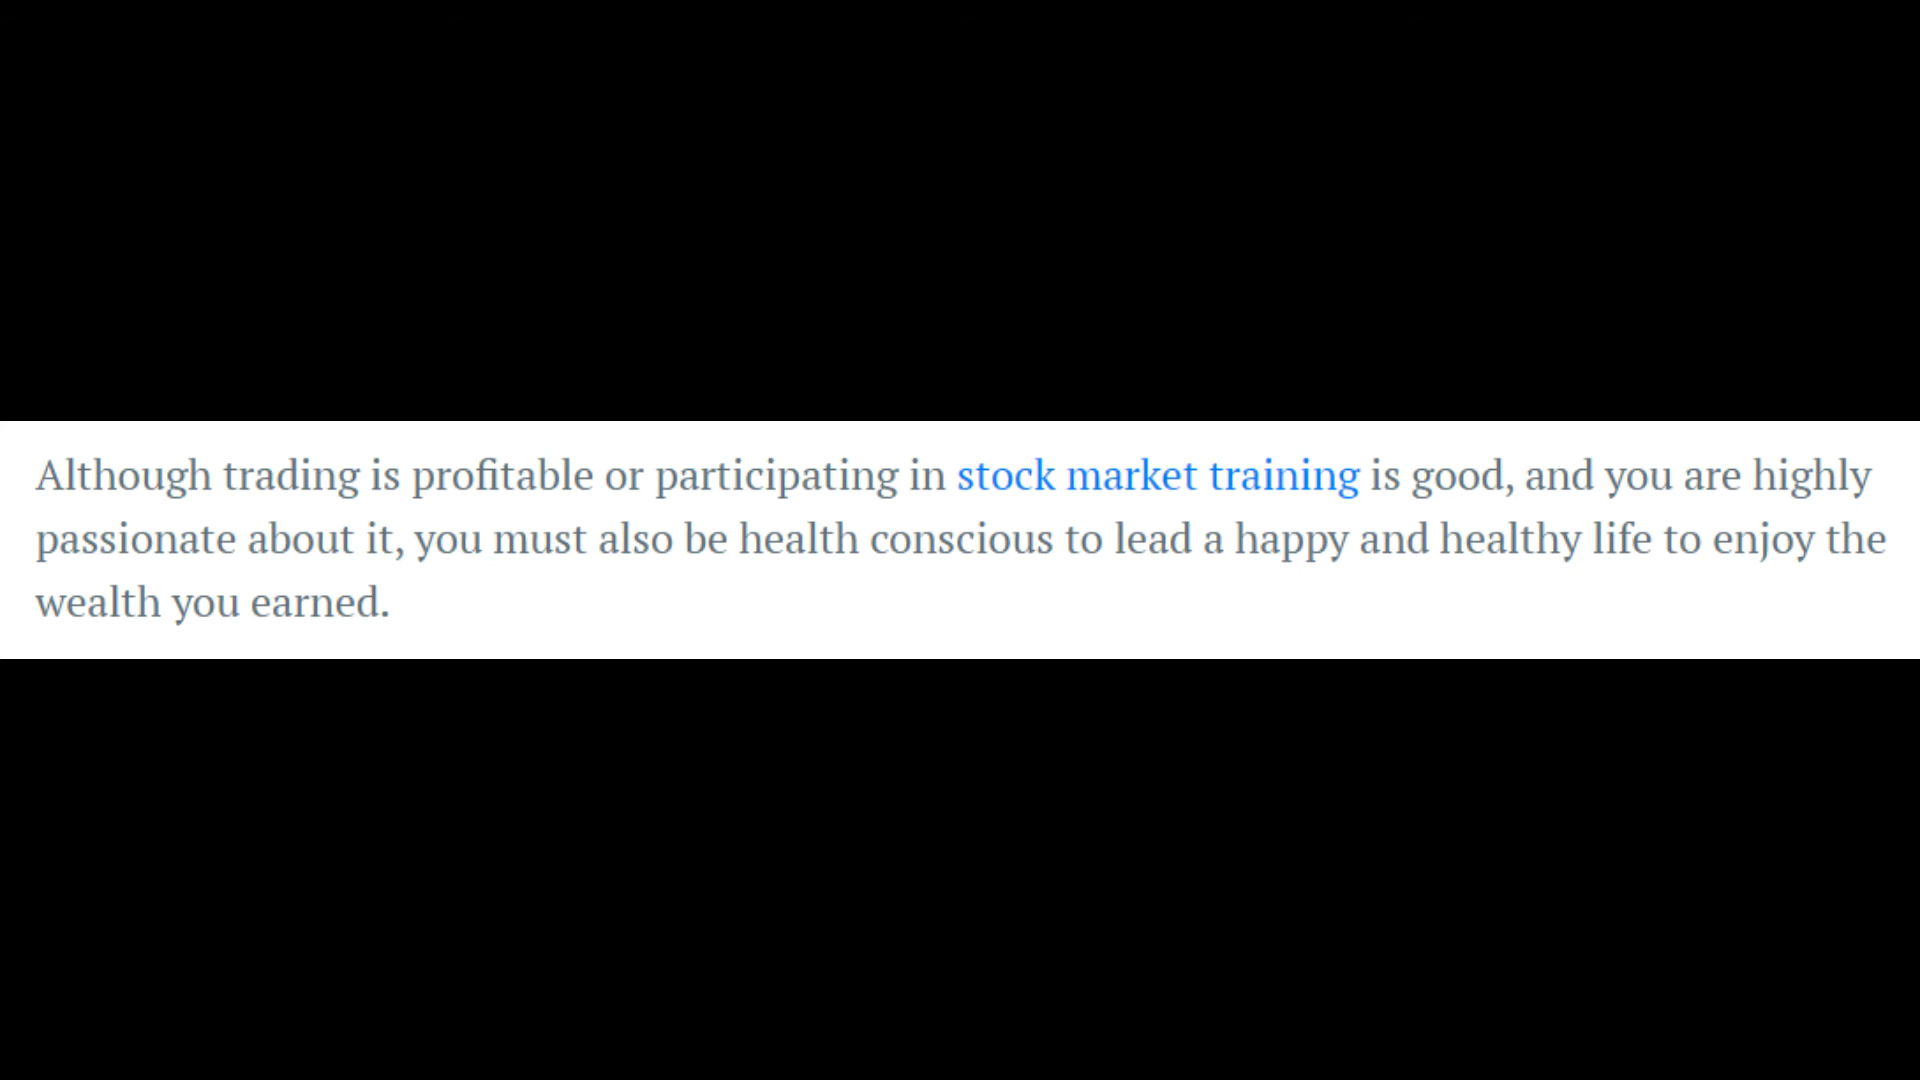 Although trading is profitable or participating in stock market training is good, and you are highly
passionate about it, you must also be health conscious to lead a happy and healthy life to enjoy the
wealth you earned.